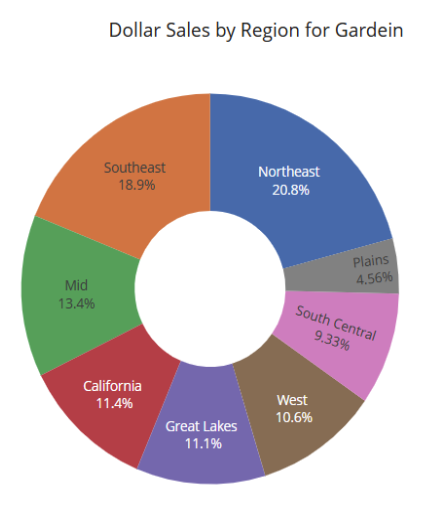 Dollar Sales by Region for Gardein
Northeast
20.8%
Plains
4.56%
South Central
9.33%
West
10.6%
Great Lakes
11.1%
California
11.4%
Mid
13.4%
Southeast
18.9%